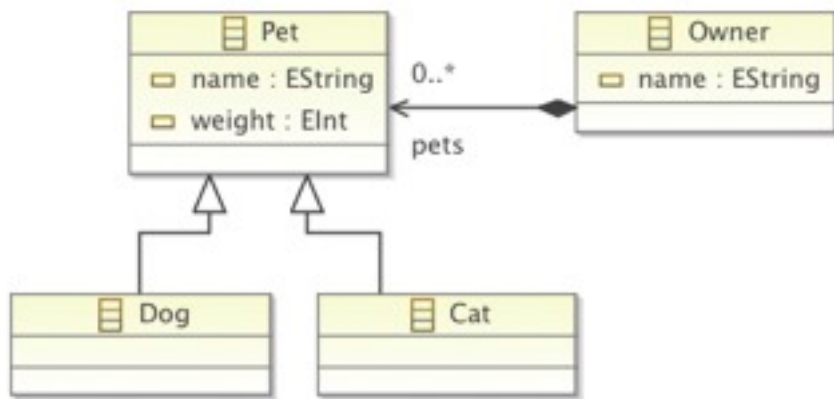 Pet
name : EString
weight : EInt
0..*
pets
Owner
name : EString
Dog
Cat